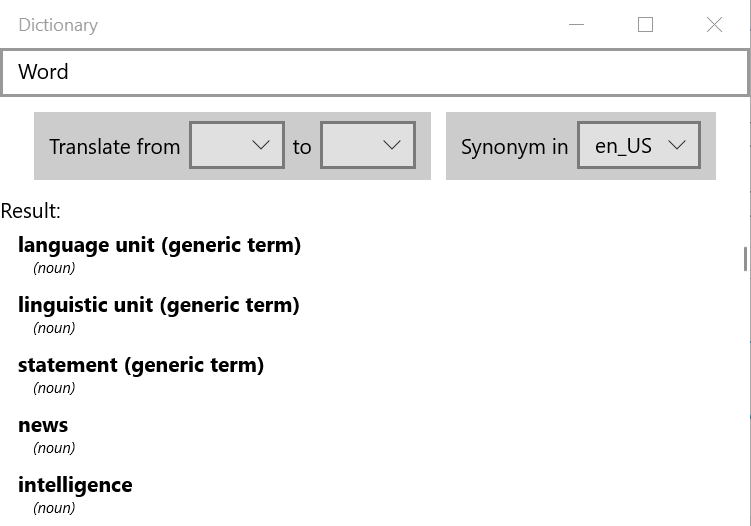 Dictionary
Word
Translate from to Synonym in en_US
Result:
language unit (generic term)
(noun)
linguistic unit (generic term)
(noun)
statement (generic term)
(noun)
news
(noun)
intelligence
(noun)